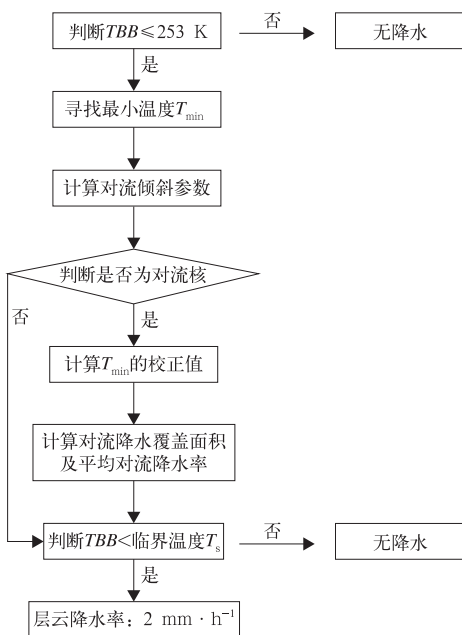 判断TBB≤253 K
否
无降水
是
寻找最小温度Tmin
计算对流倾斜参数
判断是否为对流核
否
是
计算Tmin的校正值
计算对流降水覆盖面积
及平均对流降水率
判断TBB<临界温度Ts
否
无降水
是
层云降水率：2 mm · h⁻¹